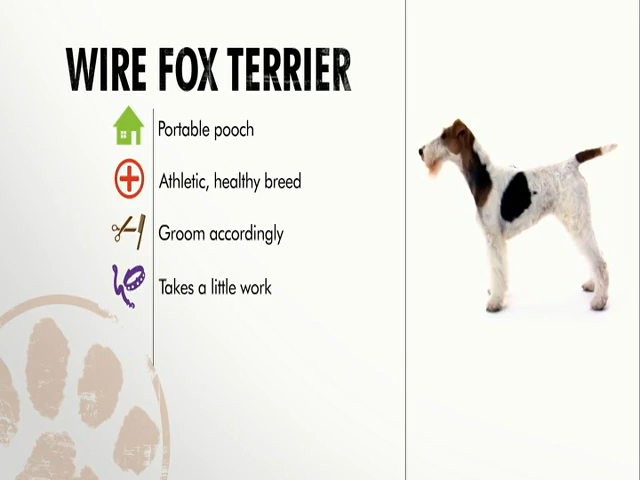 WIRE FOX TERRIER
Portable pooch
Athletic, healthy breed
Groom accordingly
Takes a little work